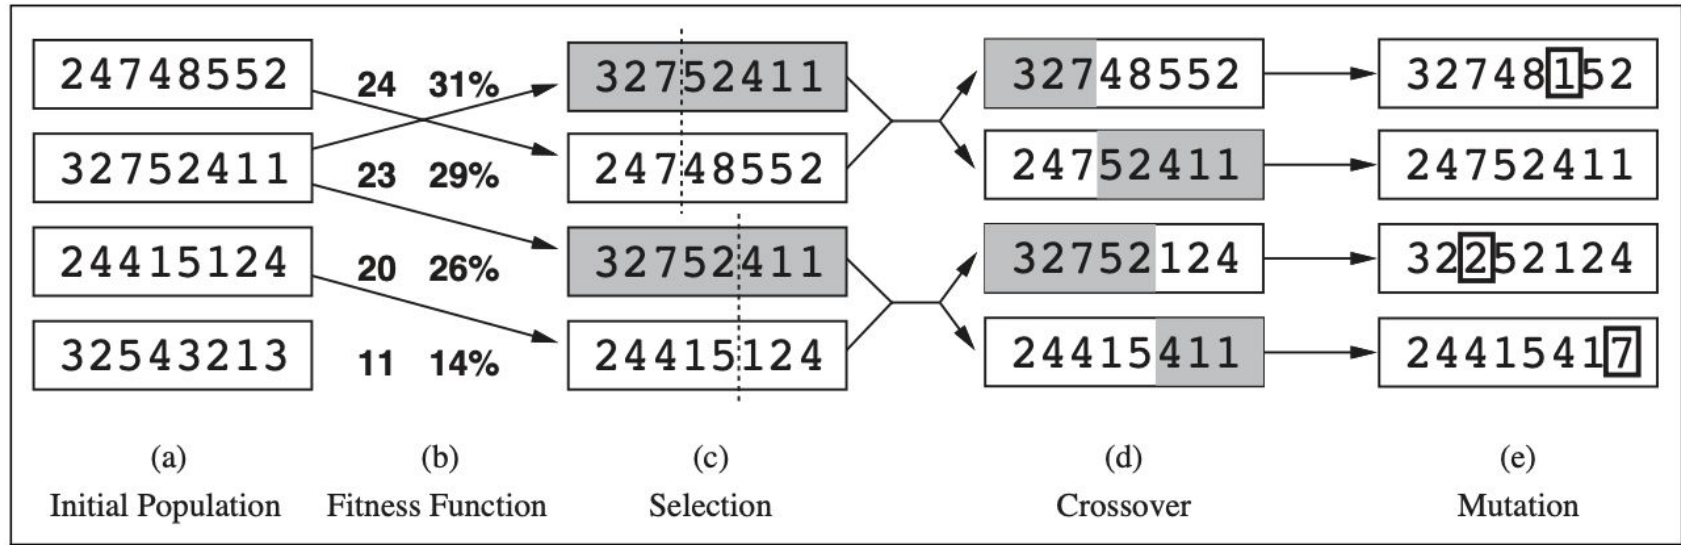 24748552 24 31% 32752411 32748552 32748152
32752411 23 29% 24748552 24752411 24752411
24415124 20 26% 32752411 32752124 32252124
32543213 11 14% 24415124 24415411 24415417
(a) (b) (c) (d) (e)
Initial Population Fitness Function Selection Crossover Mutation